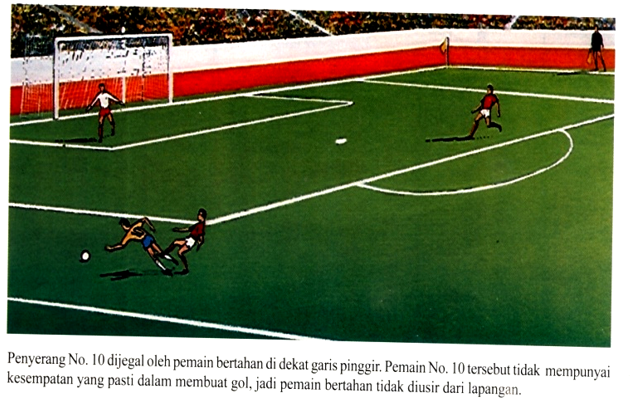 Penyerang No. 10 dijegal oleh pemain bertahan di dekat garis pinggir. Pemain No. 10 tersebut tidak mempunyai
kesempatan yang pasti dalam membuat gol, jadi pemain bertahan tidak diusir dari lapangan.